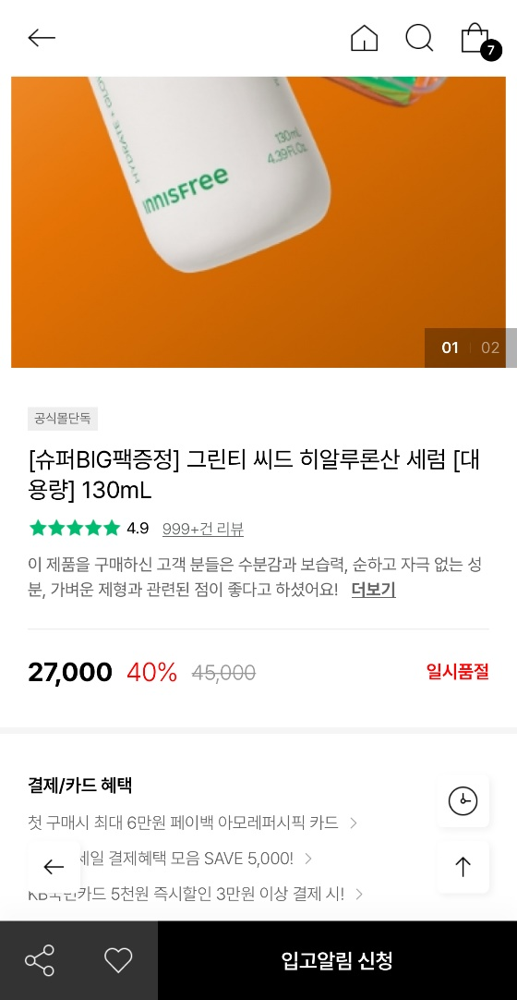 7
HYDRATE + GLOW
130mL
4.39FL.Oz
innisfree
01
02
공식몰단독
[슈퍼BIG팩증정] 그린티 씨드 히알루론산 세럼 [대
용량] 130mL
4.9 999+건 리뷰
이 제품을 구매하신 고객 분들은 수분감과 보습력, 순하고 자극 없는 성
분, 가벼운 제형과 관련된 점이 좋다고 하셨어요! 더보기
27,000 40% 45,000 일시품절
결제/카드 혜택
첫 구매시 최대 6만원 페이백 아모레퍼시픽 카드
세일 결제혜택 모음 SAVE 5,000!
KB국민카드 5천원 즉시할인 3만원 이상 결제 시!
입고알림 신청